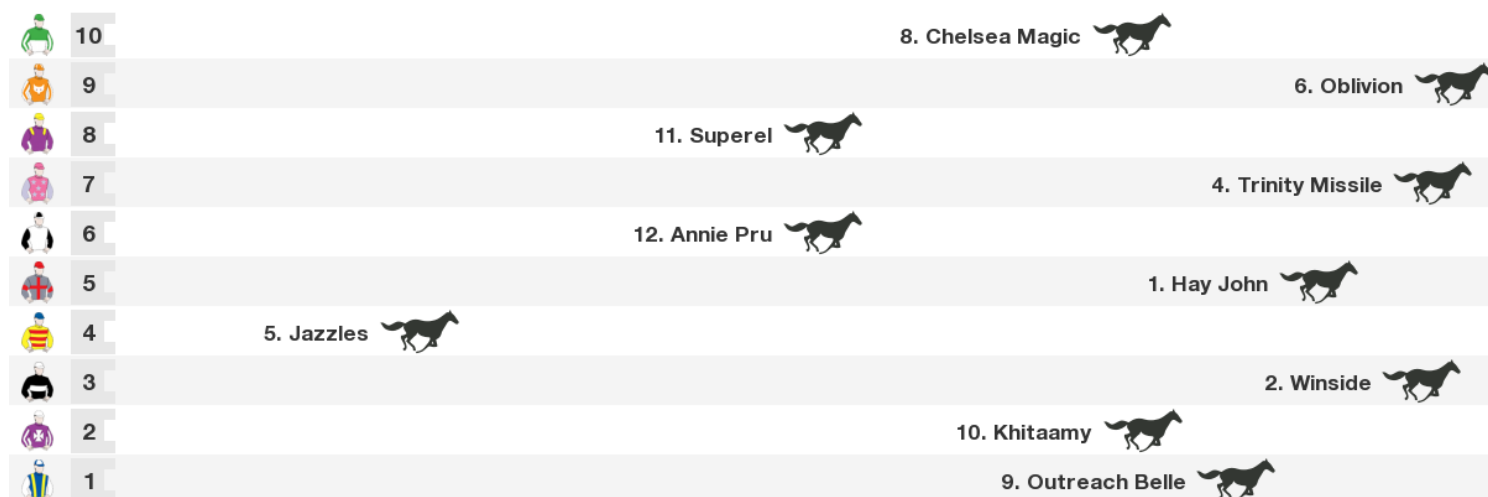 10 8. Chelsea Magic
9 6. Oblivion
8 11. Superel
7 4. Trinity Missile
6 12. Annie Pru
5 1. Hay John
4 5. Jazzles
3 2. Winside
2 10. Khitaamy
1 9. Outreach Belle